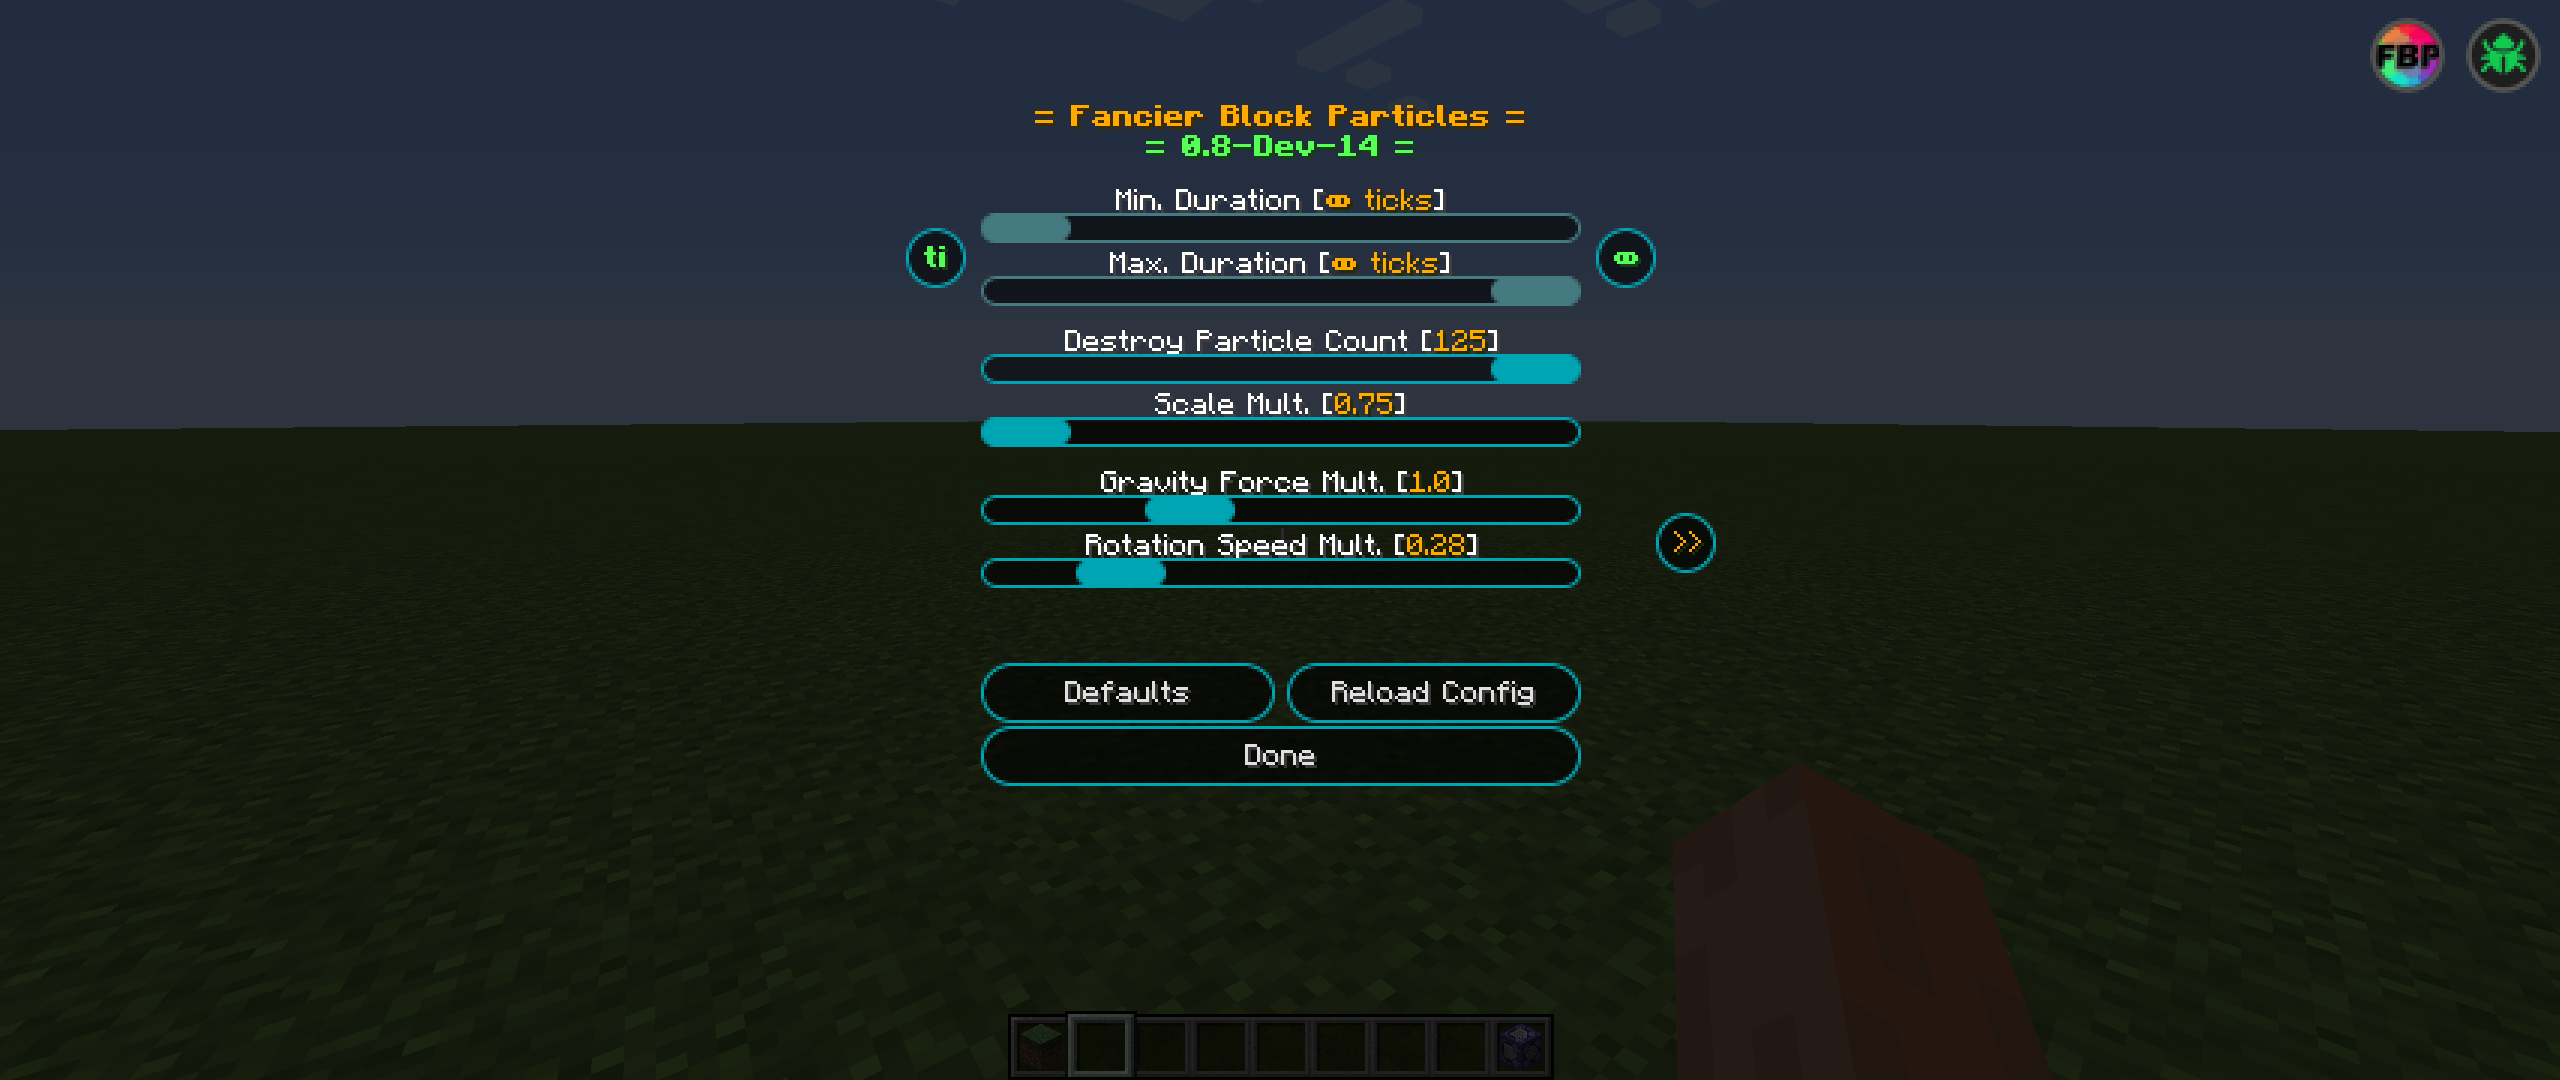 FBP
= Fancier Block Particles =
= 0.8-Dev-14 =
Min. Duration [∞ ticks]
ti
∞
Max. Duration [∞ ticks]
Destroy Particle Count [125]
Scale Mult. [0.75]
Gravity Force Mult. [1.0]
Rotation Speed Mult. [0.28]
>>
Defaults
Reload Config
Done